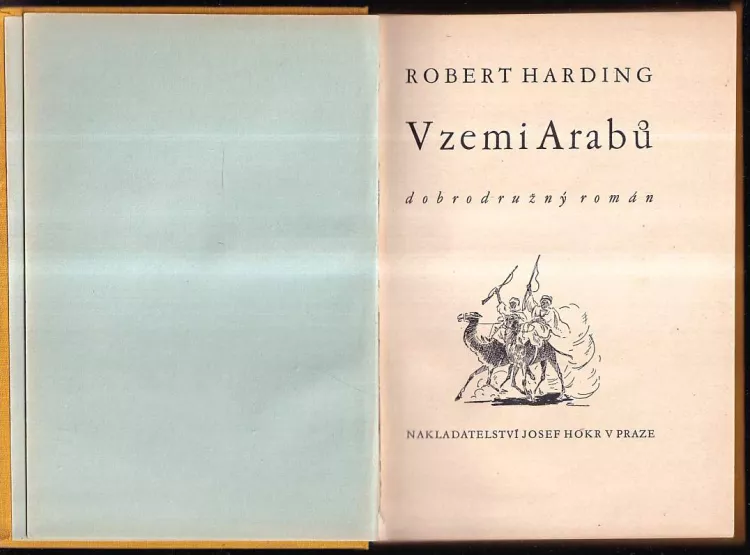 ROBERT HARDING
V zemi Arabů
dobrodružný román
NAKLADATELSTVÍ JOSEF HOKR V PRAZE